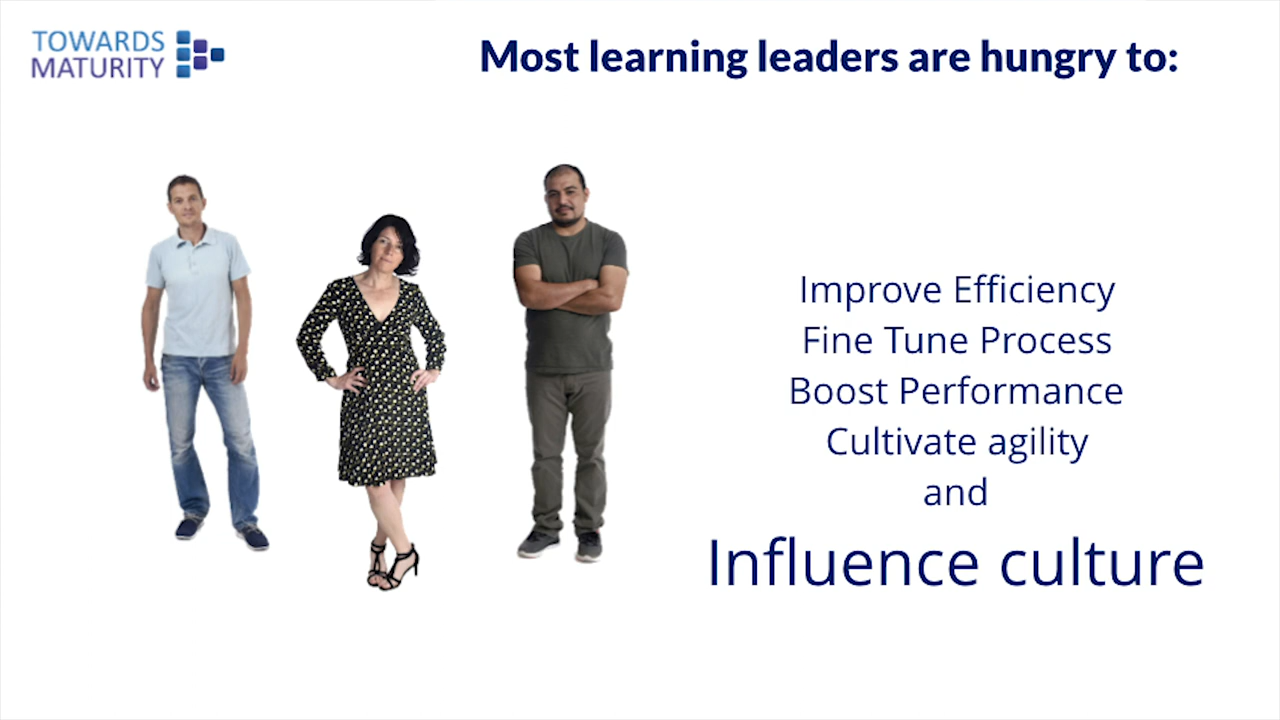 TOWARDS
MATURITY
Most learning leaders are hungry to:
Improve Efficiency
Fine Tune Process
Boost Performance
Cultivate agility
and
Influence culture